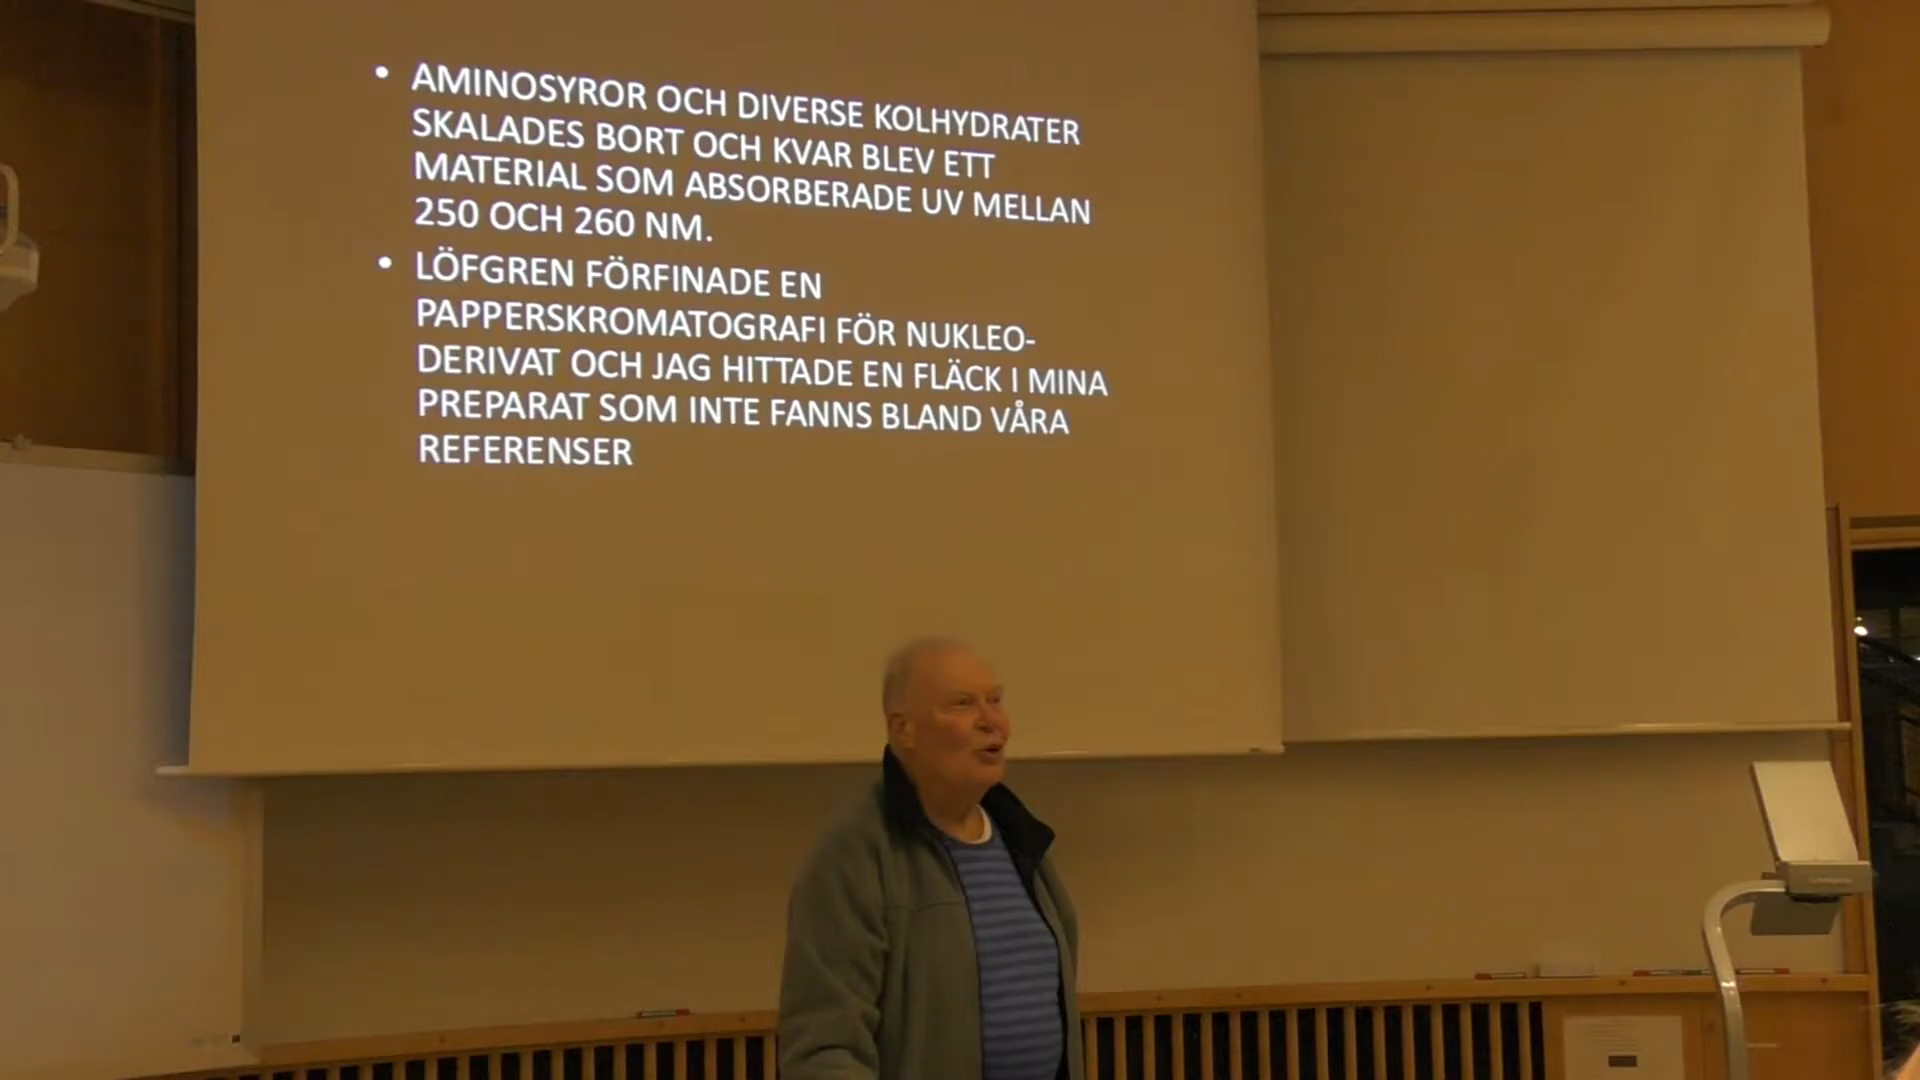 • AMINOSYROR OCH DIVERSE KOLHYDRATER
SKALADES BORT OCH KVAR BLEV ETT
MATERIAL SOM ABSORBERADE UV MELLAN
250 OCH 260 NM.
• LÖFGREN FÖRFINADE EN
PAPPERSKROMATOGRAFI FÖR NUKLEO-
DERIVAT OCH JAG HITTADE EN FLÄCK I MINA
PREPARAT SOM INTE FANNS BLAND VÅRA
REFERENSER